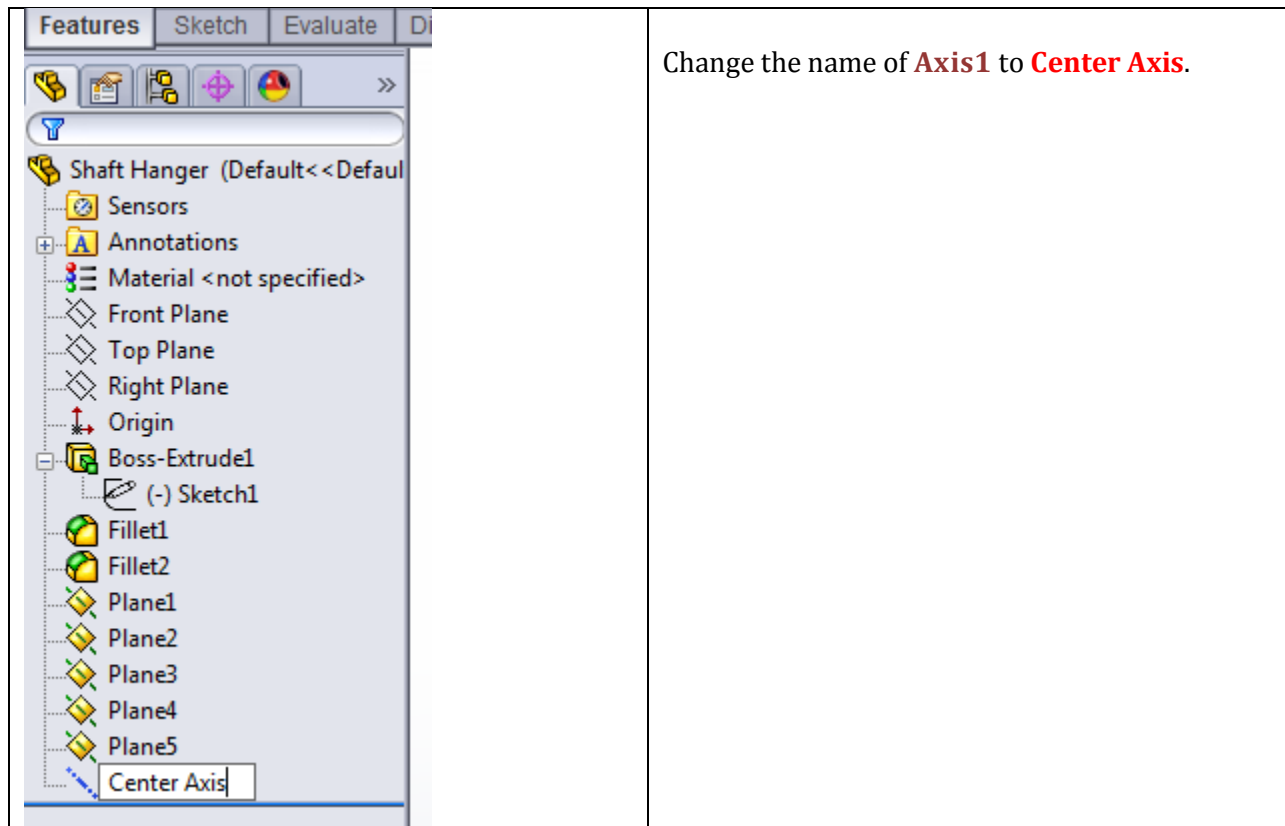 Features Sketch Evaluate Di
»
Shaft Hanger (Default<<Defaul
Sensors
A Annotations
Material <not specified>
Front Plane
Top Plane
Right Plane
Origin
Boss-Extrude1
(-) Sketch1
Fillet1
Fillet2
Plane1
Plane2
Plane3
Plane4
Plane5
Center Axis
Change the name of Axis1 to Center Axis.